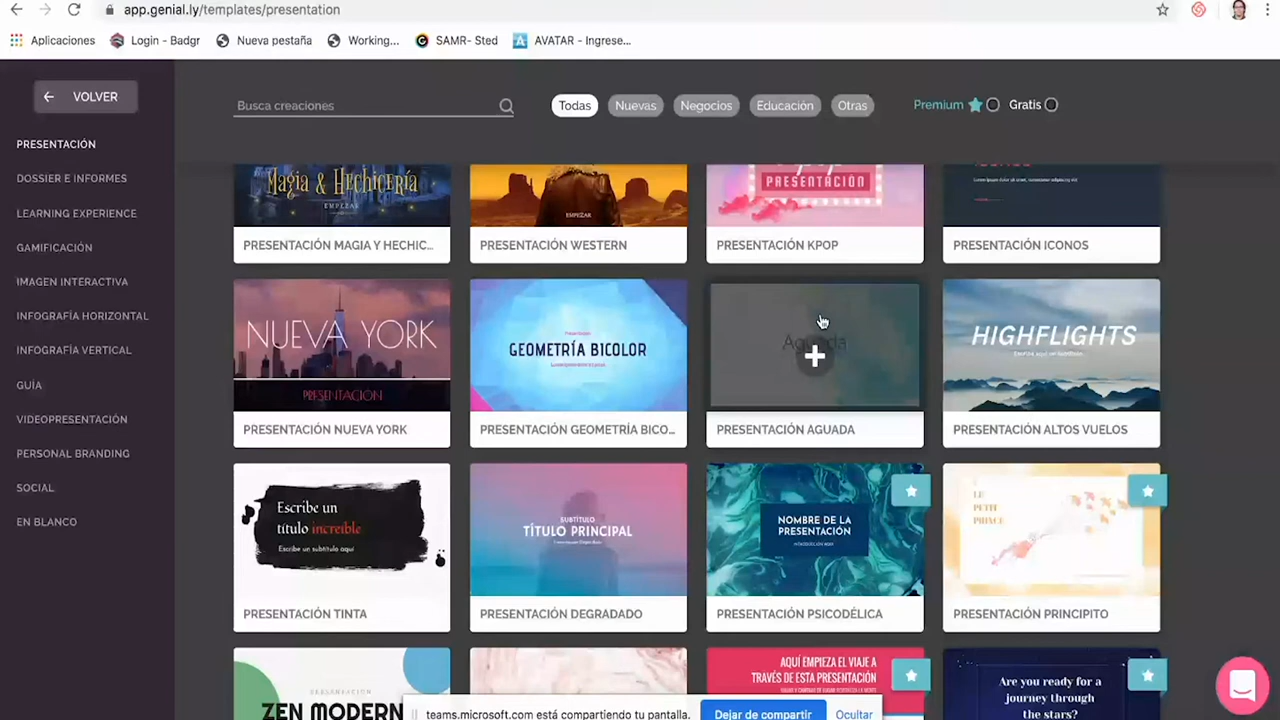 app.genial.ly/templates/presentation
Aplicaciones
Login - Badgr
Nueva pestaña
Working...
SAMR- Sted
AVATAR - Ingrese...
VOLVER
Busca creaciones
Todas
Nuevas
Negocios
Educación
Otras
Premium
Gratis
PRESENTACIÓN
DOSSIER E INFORMES
LEARNING EXPERIENCE
GAMIFICACIÓN
IMAGEN INTERACTIVA
INFOGRAFÍA HORIZONTAL
INFOGRAFÍA VERTICAL
GUÍA
VIDEOPRESENTACIÓN
PERSONAL BRANDING
SOCIAL
EN BLANCO
Magia & Hechicería
EMPEZAR
EMPEZAR
PRESENTACIÓN
PRESENTACIÓN MAGIA Y HECHIC...
PRESENTACIÓN WESTERN
PRESENTACIÓN KPOP
PRESENTACIÓN ICONOS
NUEVA YORK
PRESENTACIÓN
GEOMETRÍA BICOLOR
Aguada
HIGHFLIGHTS
PRESENTACIÓN NUEVA YORK
PRESENTACIÓN GEOMETRÍA BICO...
PRESENTACIÓN AGUADA
PRESENTACIÓN ALTOS VUELOS
Escribe un
título increíble
Escribe un subtítulo aquí
SUBTÍTULO
TÍTULO PRINCIPAL
NOMBRE DE LA
PRESENTACIÓN
LE
PETIT
PRINCE
PRESENTACIÓN TINTA
PRESENTACIÓN DEGRADADO
PRESENTACIÓN PSICODÉLICA
PRESENTACIÓN PRINCIPITO
PRESENTACIÓN
ZEN MODERN
AQUÍ EMPIEZA EL VIAJE A
TRAVÉS DE ESTA PRESENTACIÓN
Are you ready for a
journey through
the stars?
teams.microsoft.com está compartiendo tu pantalla.
Dejar de compartir
Ocultar